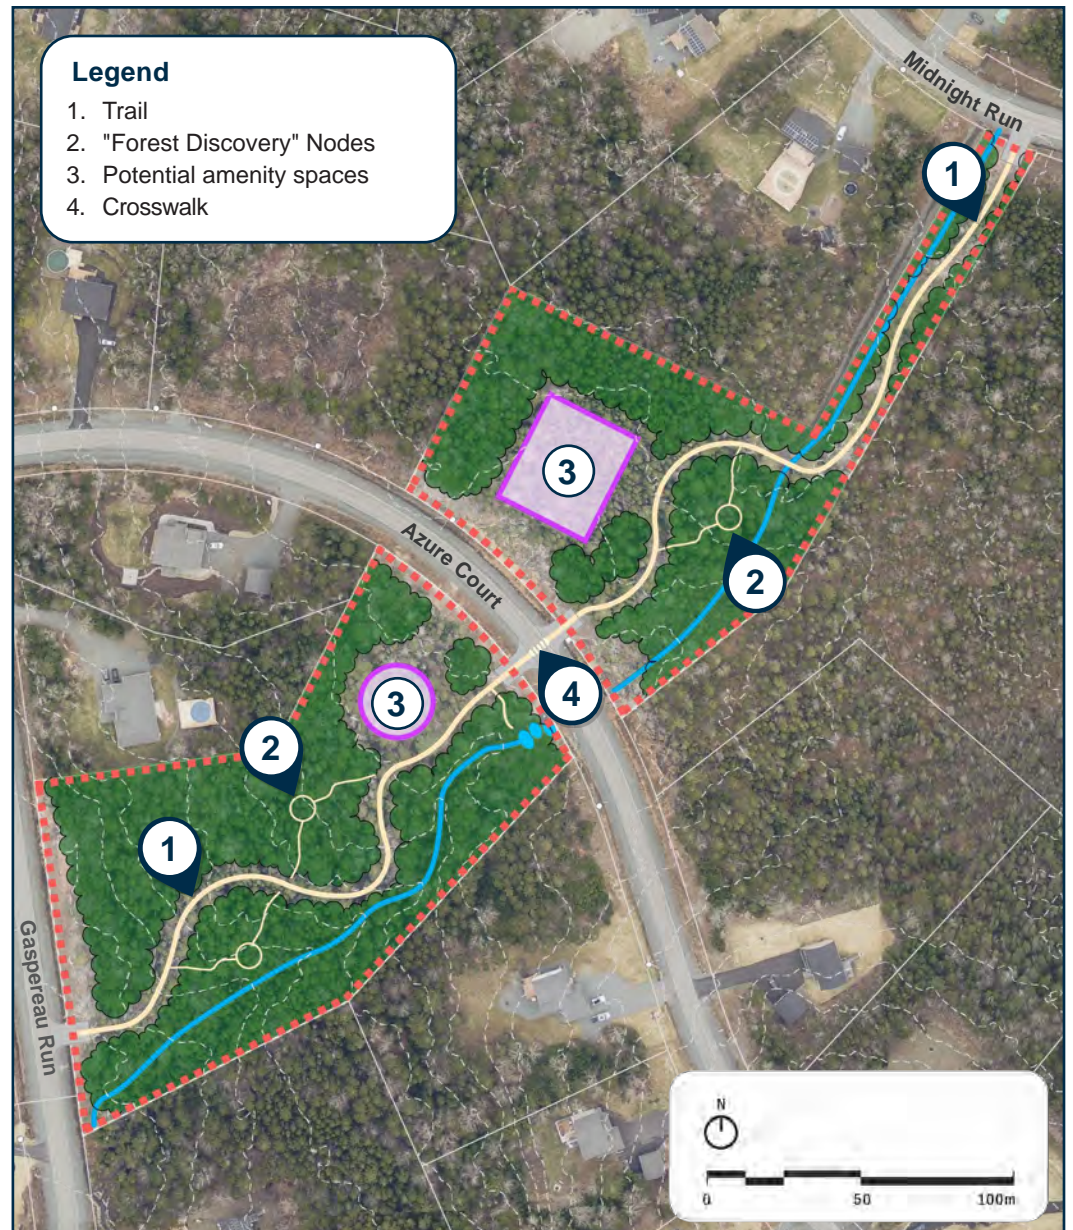 Legend
1. Trail
2. "Forest Discovery" Nodes
3. Potential amenity spaces
4. Crosswalk
Midnight Run
1
3
Azure Court
2
3
4
2
1
Gaspereau Run
N
0 50 100m